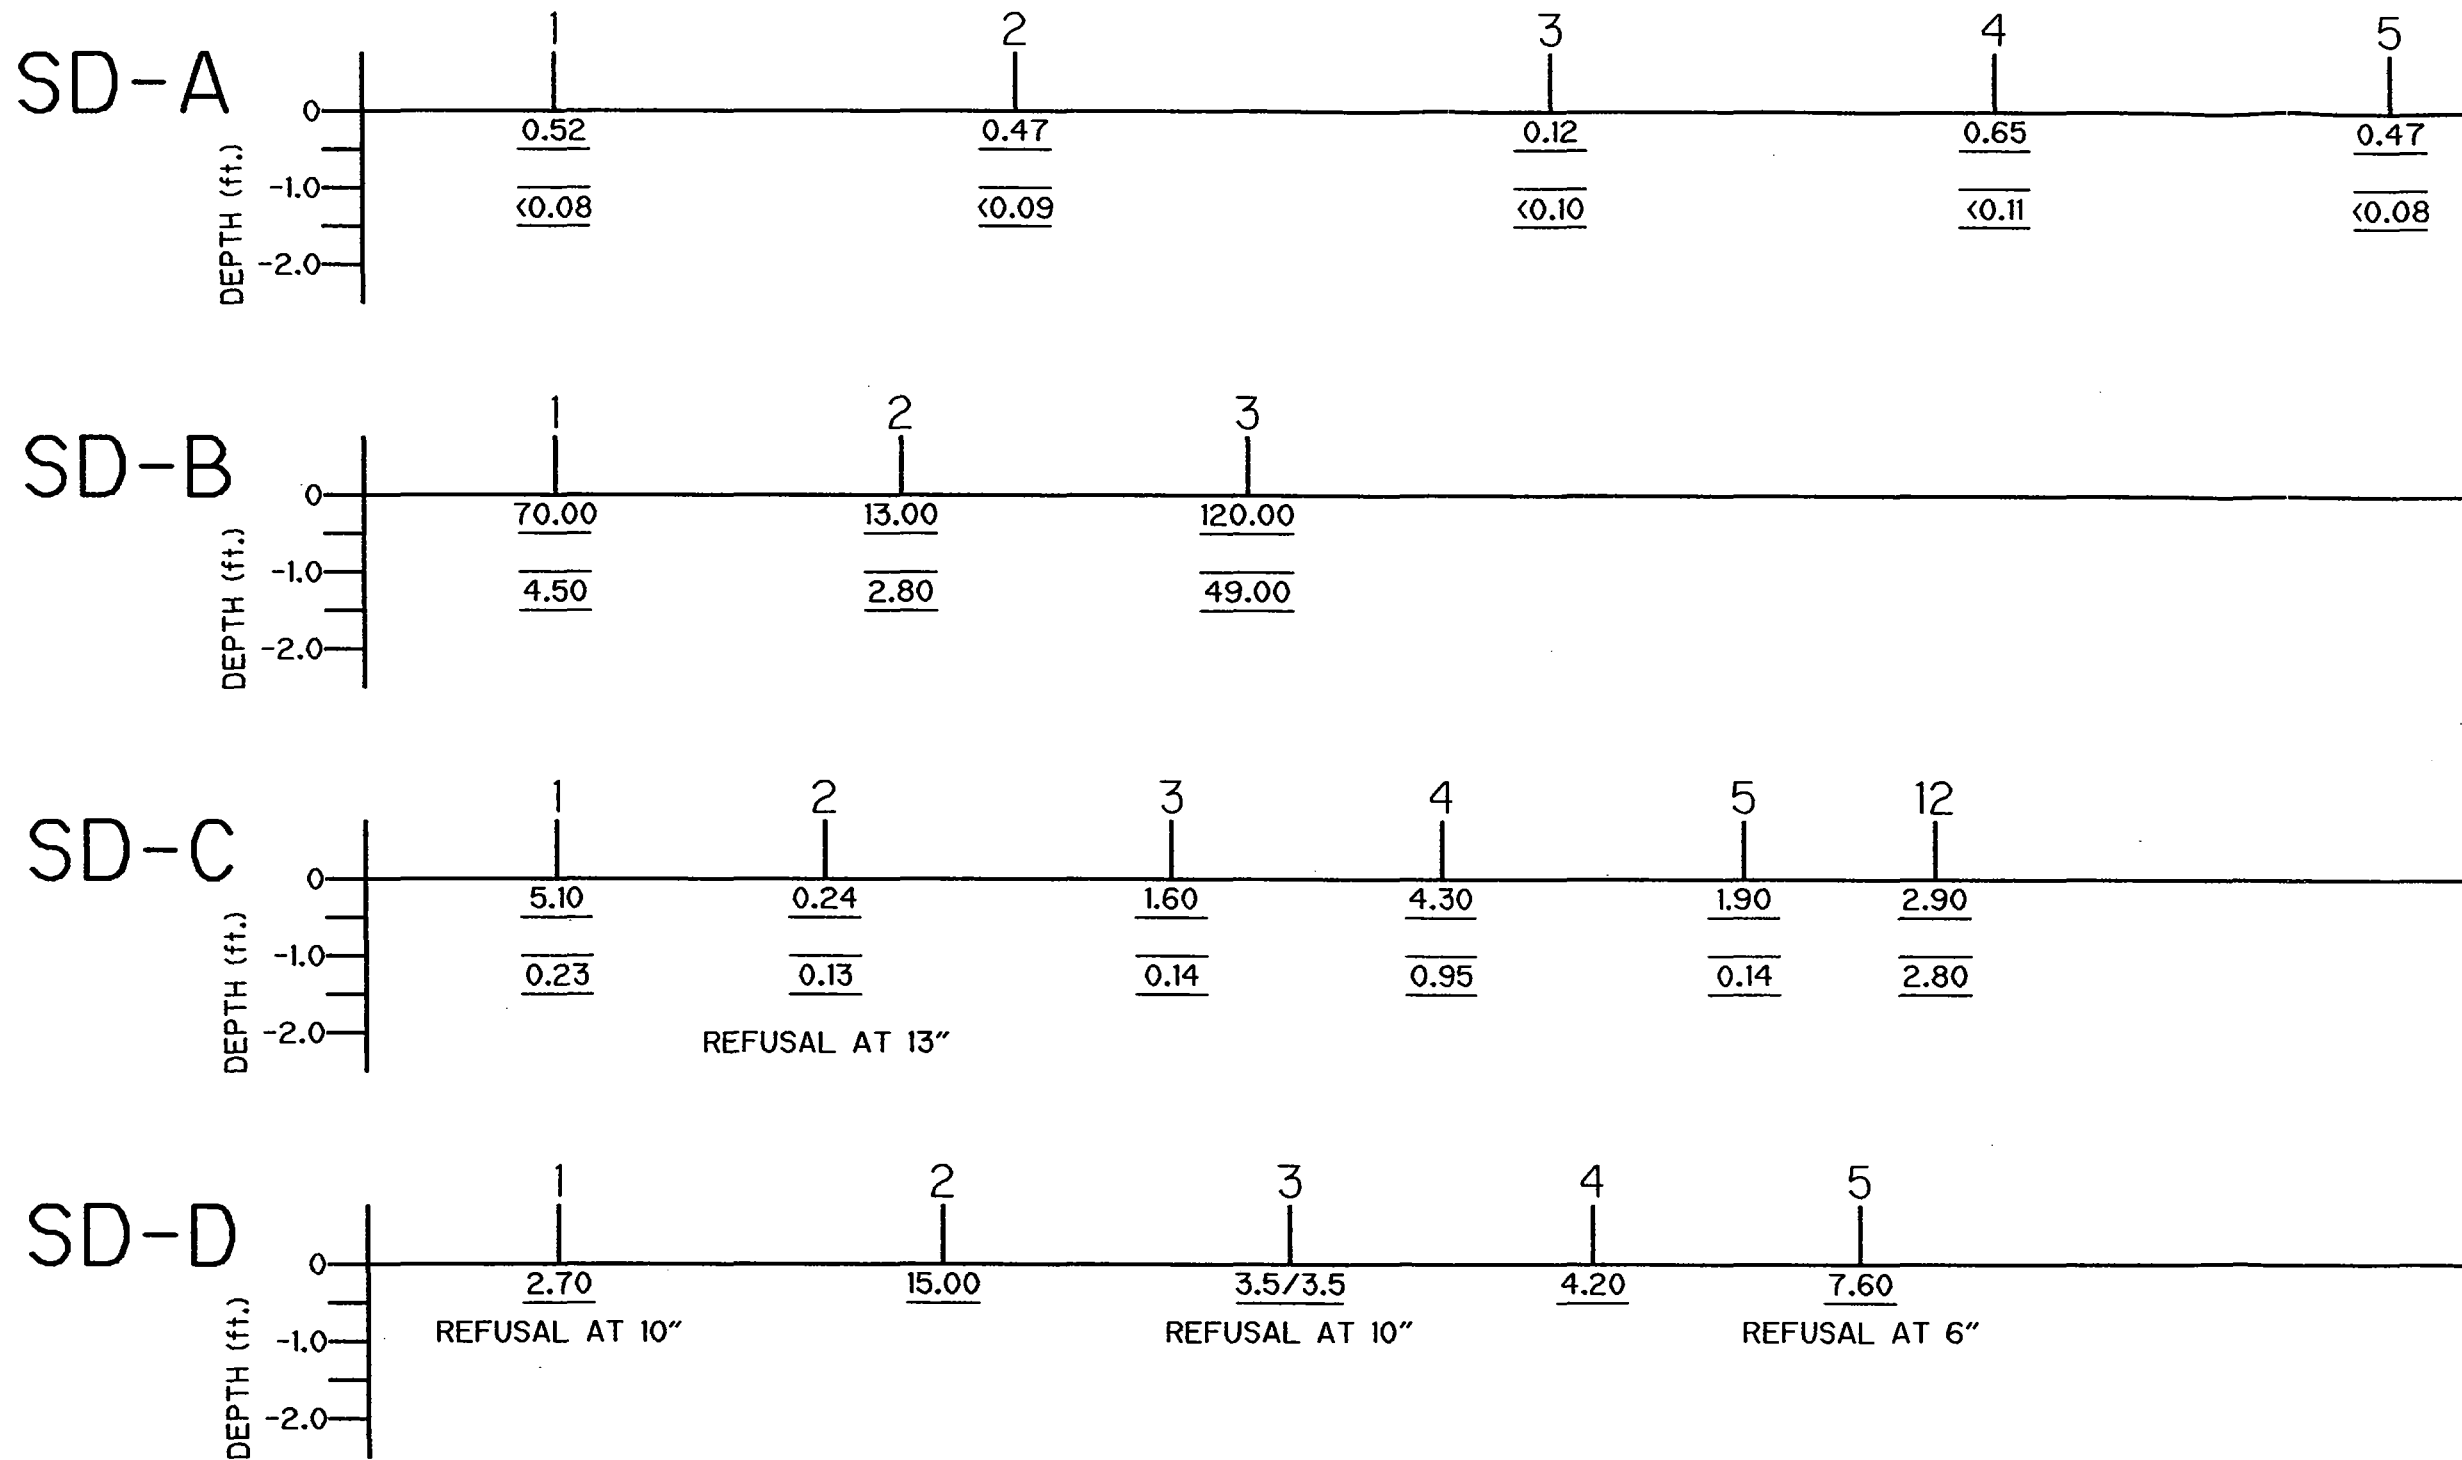 1 2 3 4 5
SD-A
0
0.52 0.47 0.12 0.65 0.47
-1.0
<0.08 <0.09 <0.10 <0.11 <0.08
-2.0
DEPTH (ft.)
1 2 3
SD-B
0
70.00 13.00 120.00
-1.0
4.50 2.80 49.00
-2.0
DEPTH (ft.)
1 2 3 4 5 12
SD-C
0
5.10 0.24 1.60 4.30 1.90 2.90
-1.0
0.23 0.13 0.14 0.95 0.14 2.80
-2.0
REFUSAL AT 13"
DEPTH (ft.)
1 2 3 4 5
SD-D
0
2.70 15.00 3.5/3.5 4.20 7.60
REFUSAL AT 10" REFUSAL AT 10" REFUSAL AT 6"
-1.0
-2.0
DEPTH (ft.)